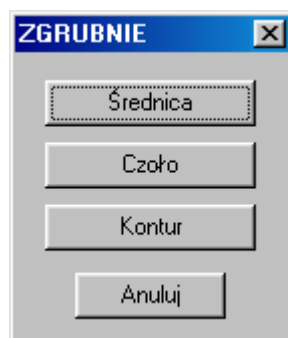 ZGRUBNIE
Średnica
Czoło
Kontur
Anuluj